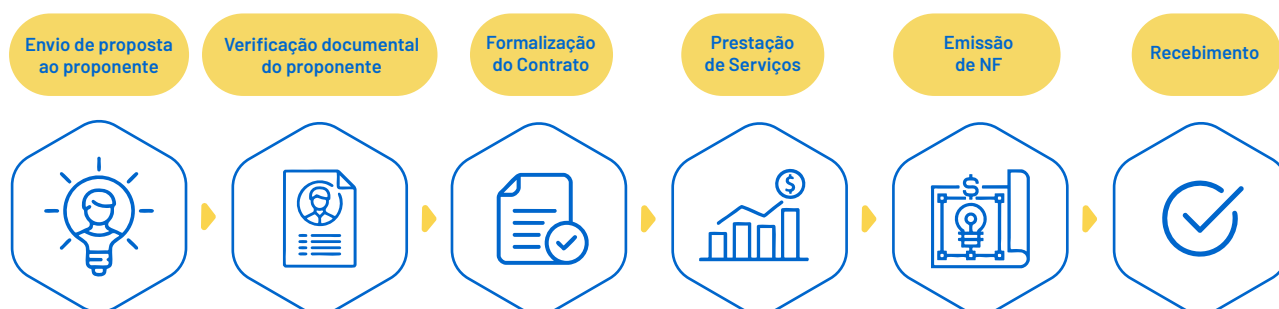 Envio de proposta
ao proponente
Verificação documental
do proponente
Formalização
do Contrato
Prestação
de Serviços
Emissão
de NF
Recebimento
$
$